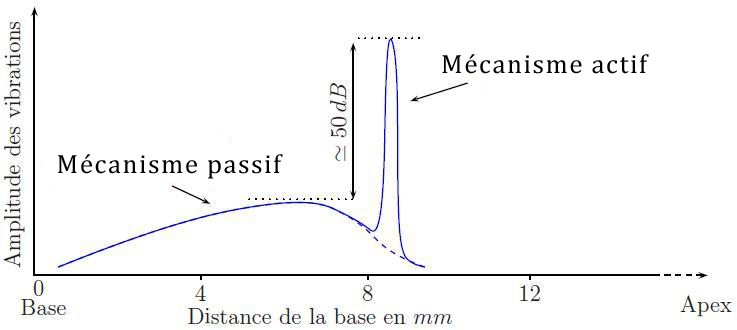 Amplitude des vibrations
Mécanisme actif
≃ 50 dB
Mécanisme passif
0
4
8
12
Base
Distance de la base en mm
Apex